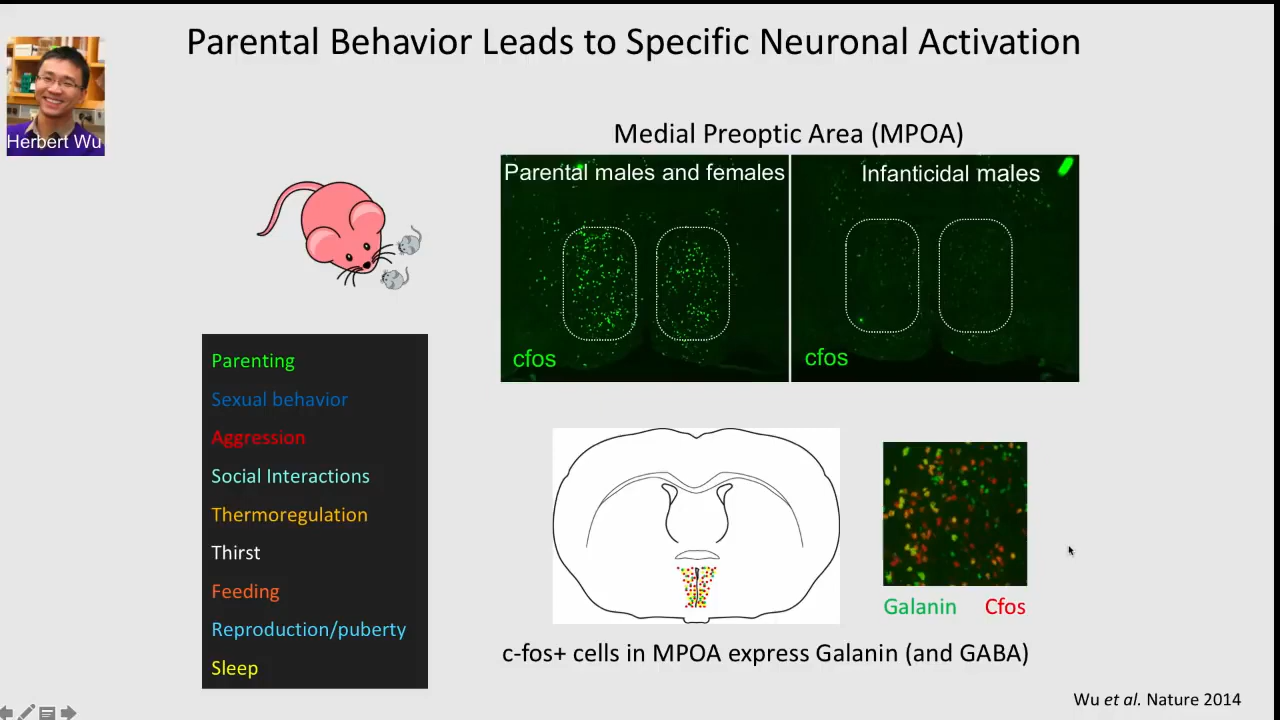 Parental Behavior Leads to Specific Neuronal Activation
Herbert Wu
Medial Preoptic Area (MPOA)
Parental males and females
Infanticidal males
cfos
cfos
Parenting
Sexual behavior
Aggression
Social Interactions
Thermoregulation
Thirst
Feeding
Reproduction/puberty
Sleep
Galanin
Cfos
c-fos+ cells in MPOA express Galanin (and GABA)
Wu et al. Nature 2014